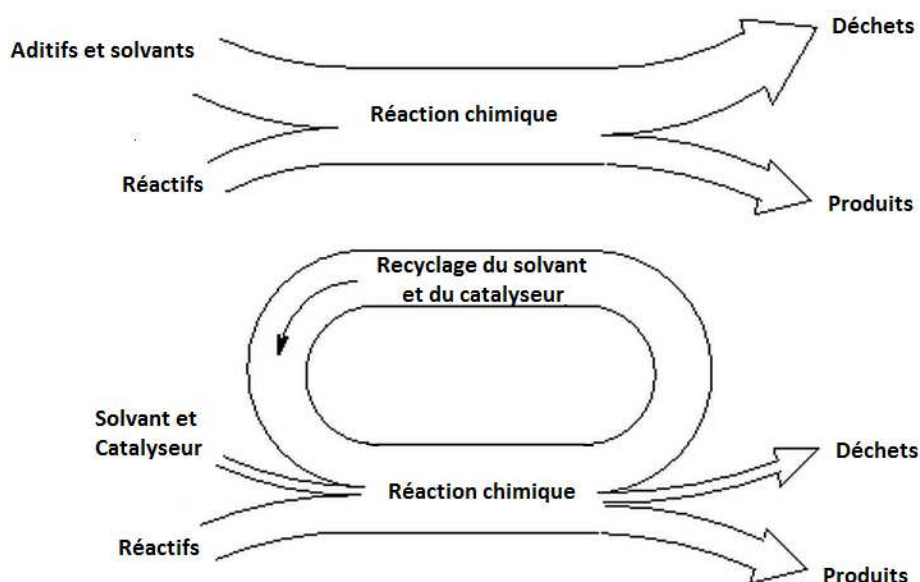 Déchets
Aditifs et solvants
Réaction chimique
Réactifs
Produits
Recyclage du solvant
et du catalyseur
Solvant et
Catalyseur
Déchets
Réaction chimique
Réactifs
Produits